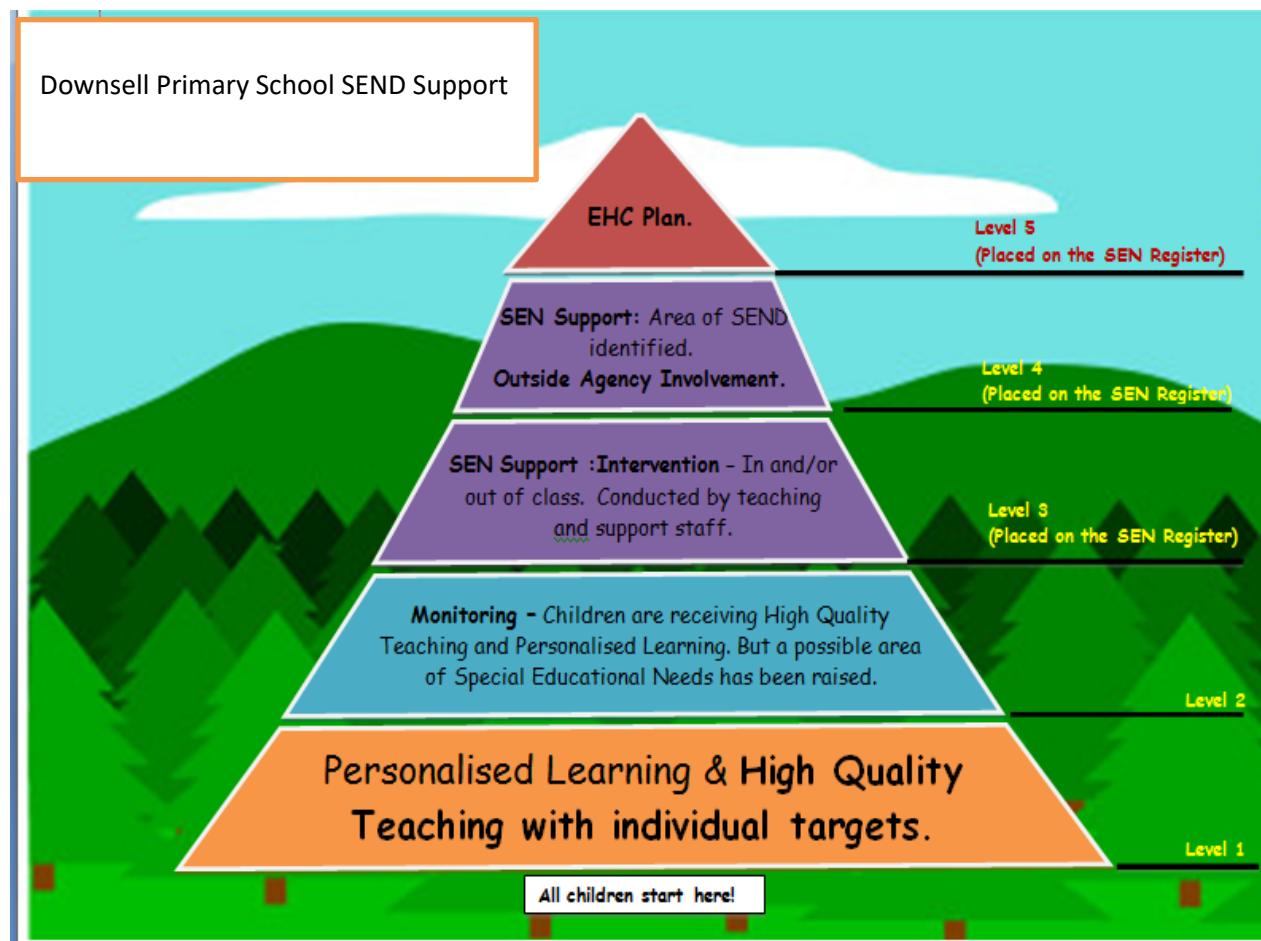 Downsell Primary School SEND Support
EHC Plan.
Level 5
(Placed on the SEN Register)
SEN Support: Area of SEND
identified.
Outside Agency Involvement.
Level 4
(Placed on the SEN Register)
SEN Support :Intervention – In and/or
out of class. Conducted by teaching
and support staff.
Level 3
(Placed on the SEN Register)
Monitoring – Children are receiving High Quality
Teaching and Personalised Learning. But a possible area
of Special Educational Needs has been raised.
Level 2
Personalised Learning & High Quality
Teaching with individual targets.
Level 1
All children start here!